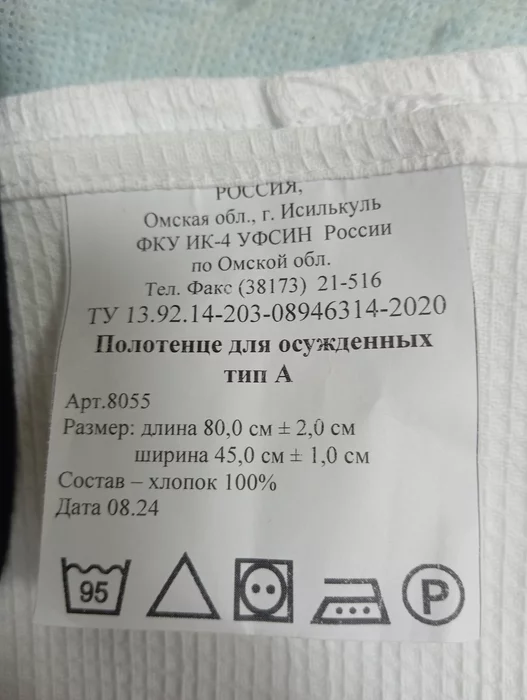 РОССИЯ,
Омская обл., г. Исилькуль
ФКУ ИК-4 УФСИН России
по Омской обл.
Тел. Факс (38173) 21-516
ТУ 13.92.14-203-08946314-2020
Полотенце для осужденных
тип А
Арт.8055
Размер: длина 80,0 см ± 2,0 см
ширина 45,0 см ± 1,0 см
Состав – хлопок 100%
Дата 08.24
95 P